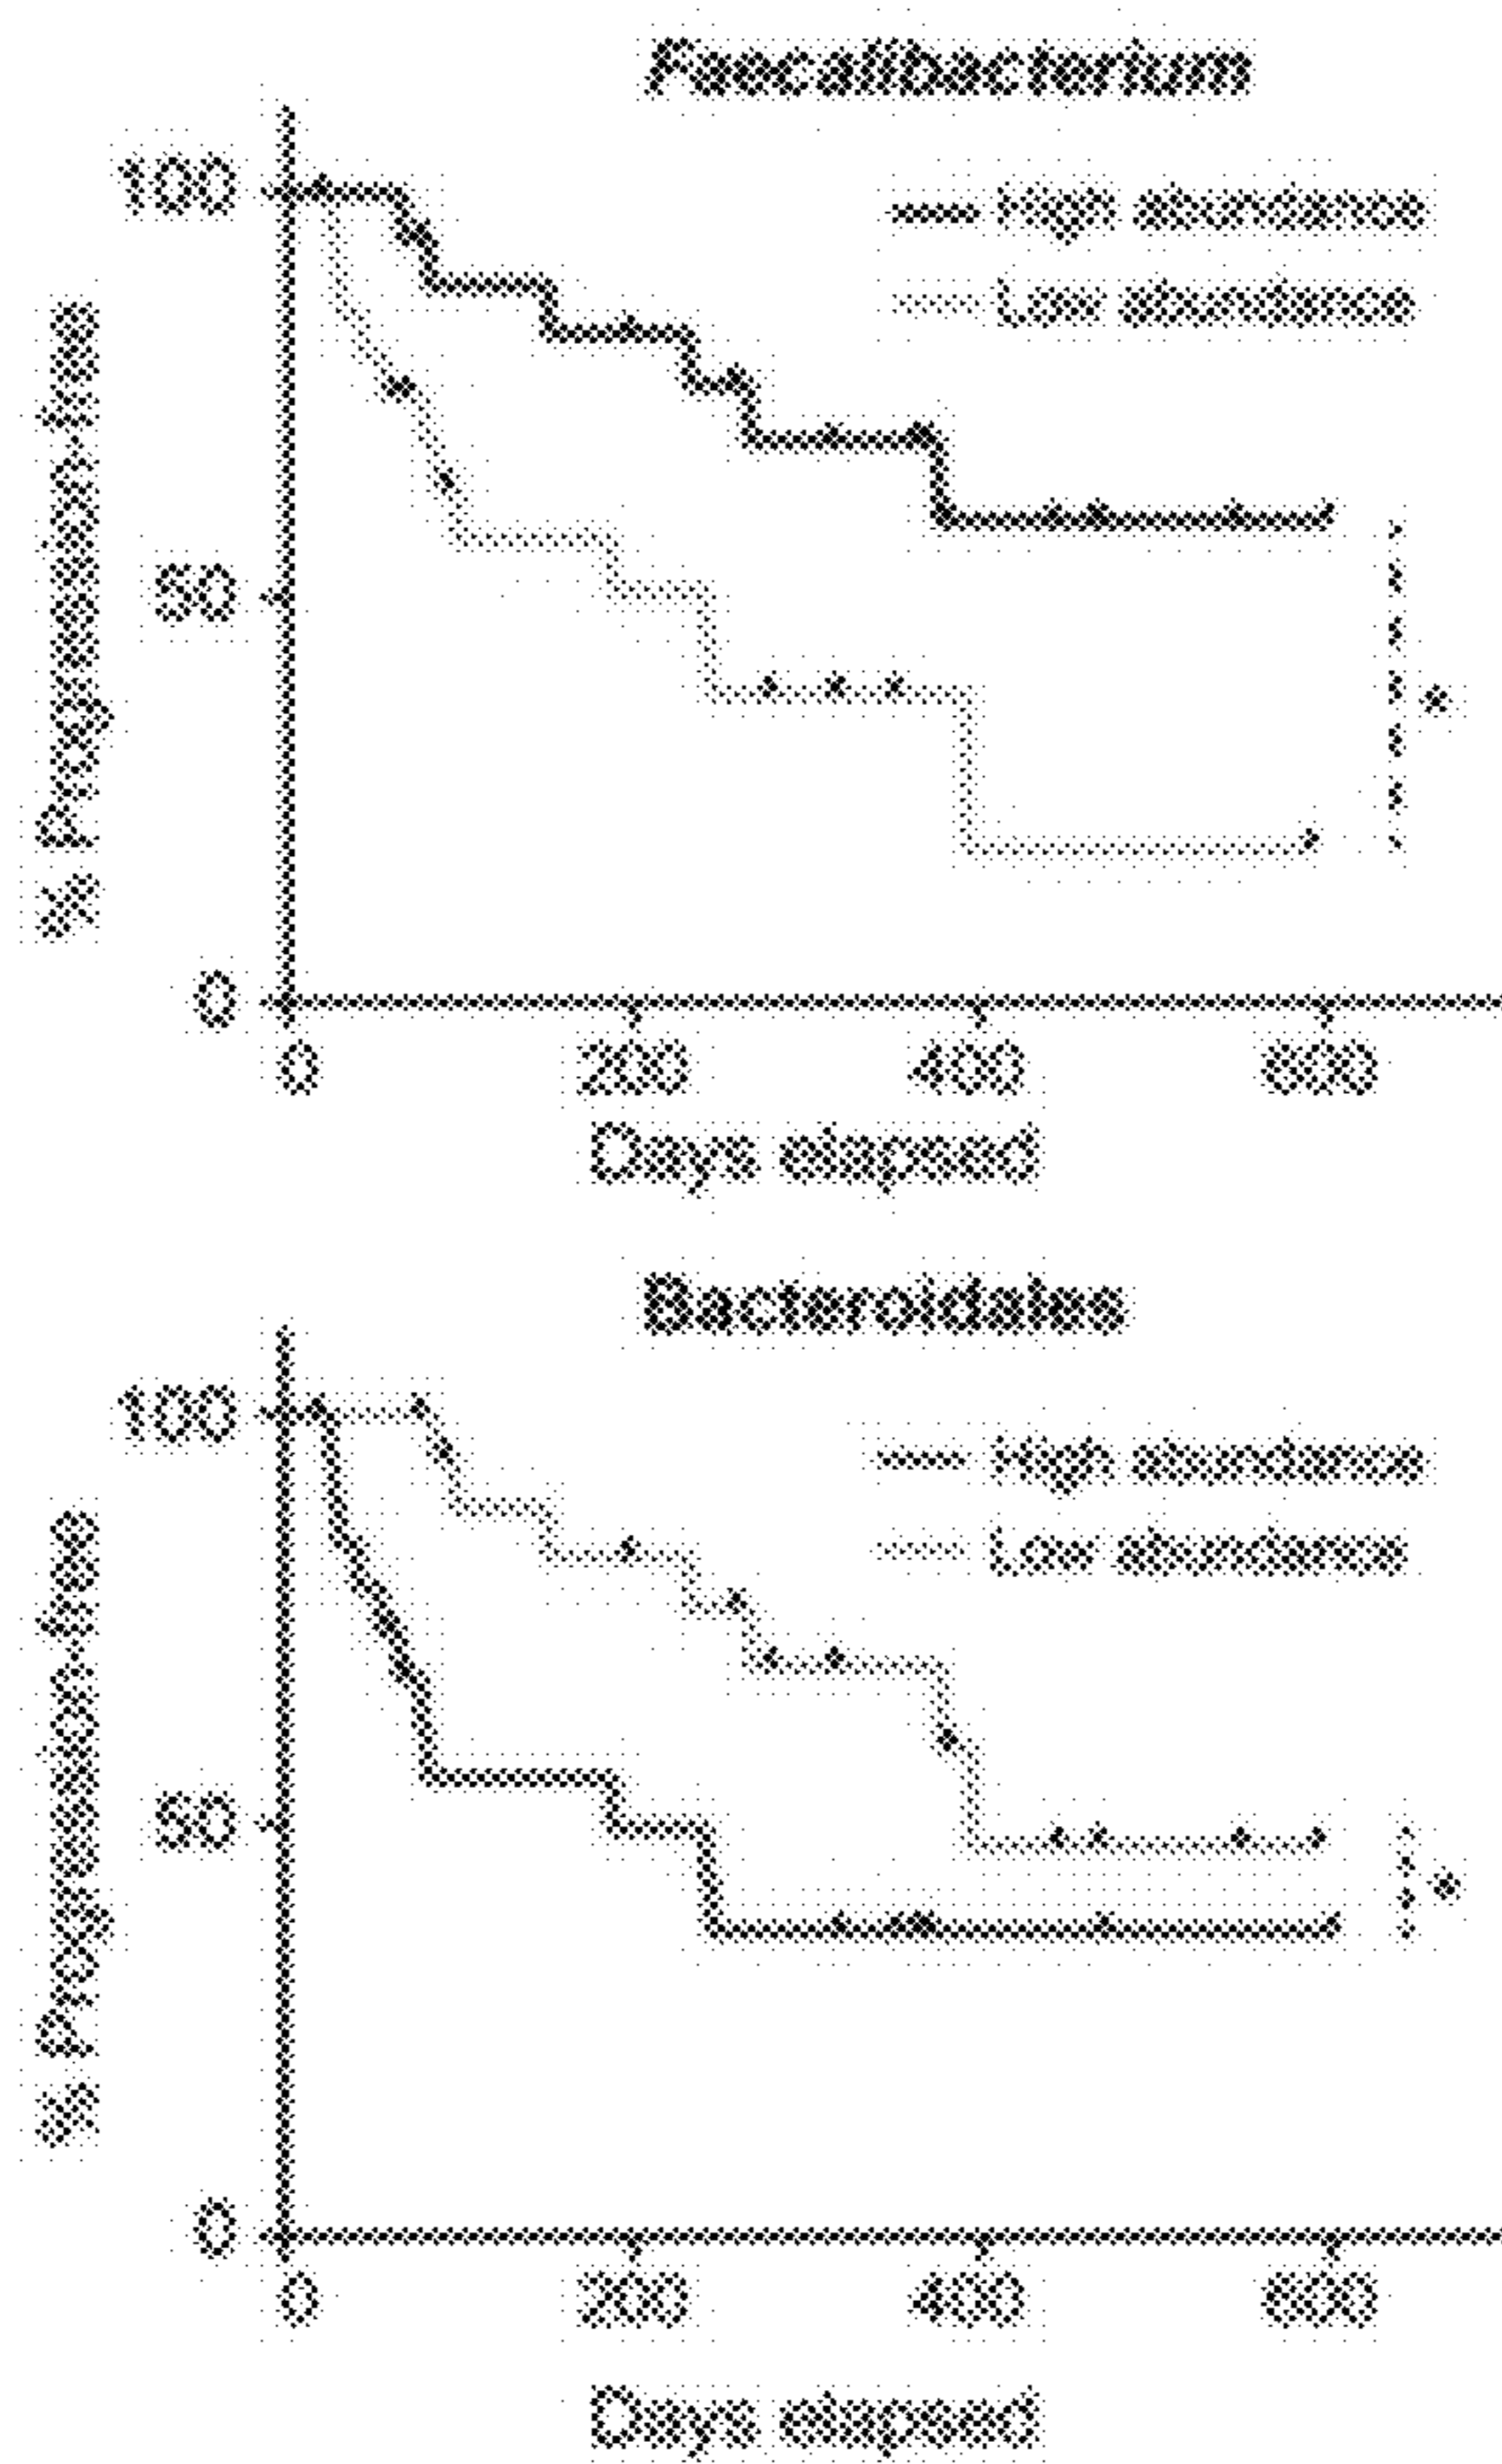 Faecalibacterium
High abundance
Low abundance
% Progression-free
100
50
0
0 200 400 600
Days elapsed
*
Bacteroidales
High abundance
Low abundance
% Progression-free
100
50
0
0 200 400 600
Days elapsed
*